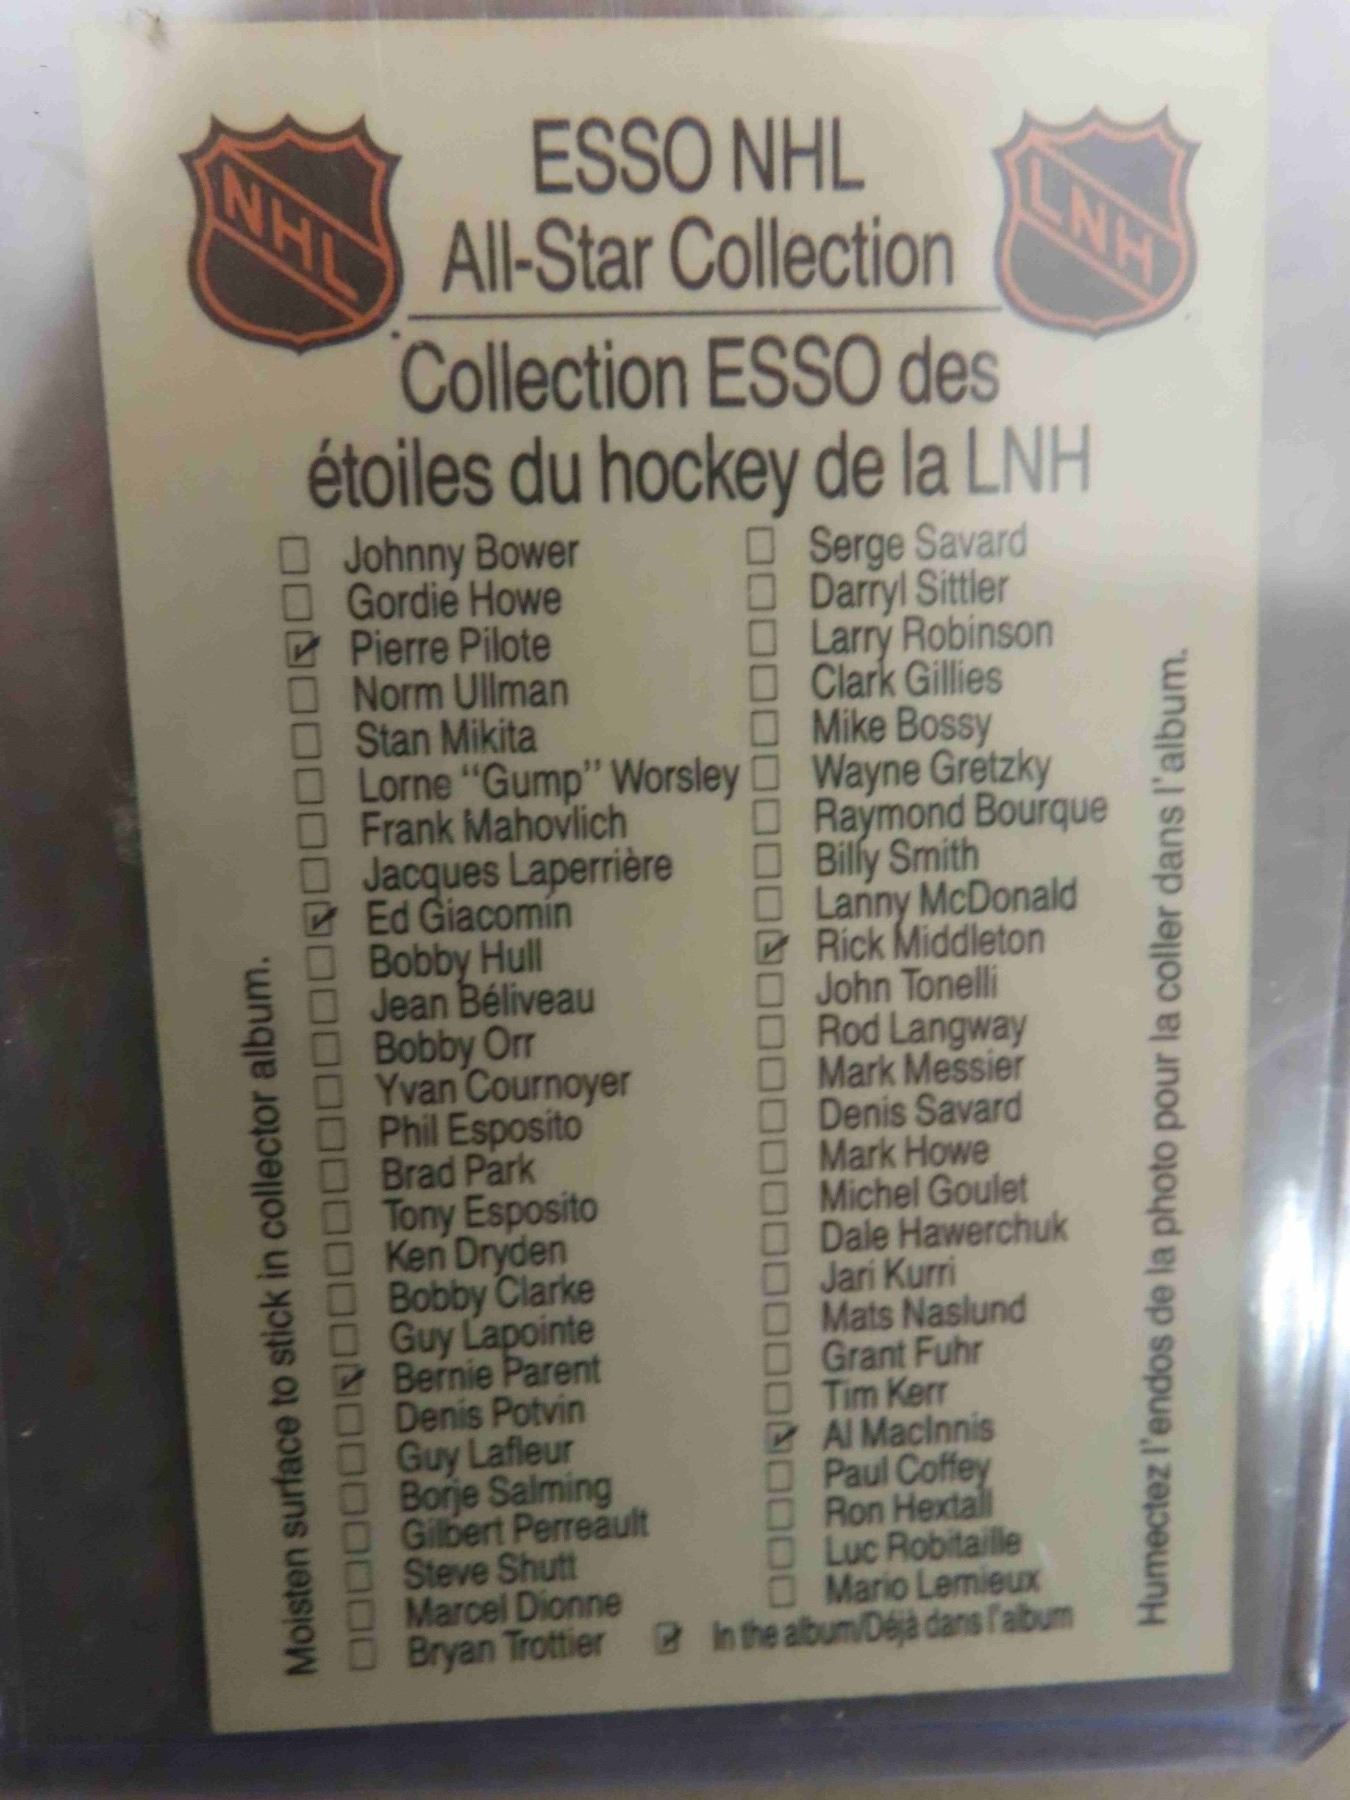 NHL
LNH
ESSO NHL
All-Star Collection
Collection ESSO des
étoiles du hockey de la LNH
Johnny Bower
Gordie Howe
Pierre Pilote
Norm Ullman
Stan Mikita
Lorne "Gump" Worsley
Frank Mahovlich
Jacques Laperrière
Ed Giacomin
Bobby Hull
Jean Béliveau
Bobby Orr
Yvan Cournoyer
Phil Esposito
Brad Park
Tony Esposito
Ken Dryden
Bobby Clarke
Guy Lapointe
Bernie Parent
Denis Potvin
Guy Lafleur
Borje Salming
Gilbert Perreault
Steve Shutt
Marcel Dionne
Bryan Trottier
Serge Savard
Darryl Sittler
Larry Robinson
Clark Gillies
Mike Bossy
Wayne Gretzky
Raymond Bourque
Billy Smith
Lanny McDonald
Rick Middleton
John Tonelli
Rod Langway
Mark Messier
Denis Savard
Mark Howe
Michel Goulet
Dale Hawerchuk
Jari Kurri
Mats Naslund
Grant Fuhr
Tim Kerr
Al MacInnis
Paul Coffey
Ron Hextall
Luc Robitaille
Mario Lemieux
In the album/Déjà dans l'album
Moisten surface to stick in collector album.
Humectez l'endos de la photo pour la coller dans l'album.